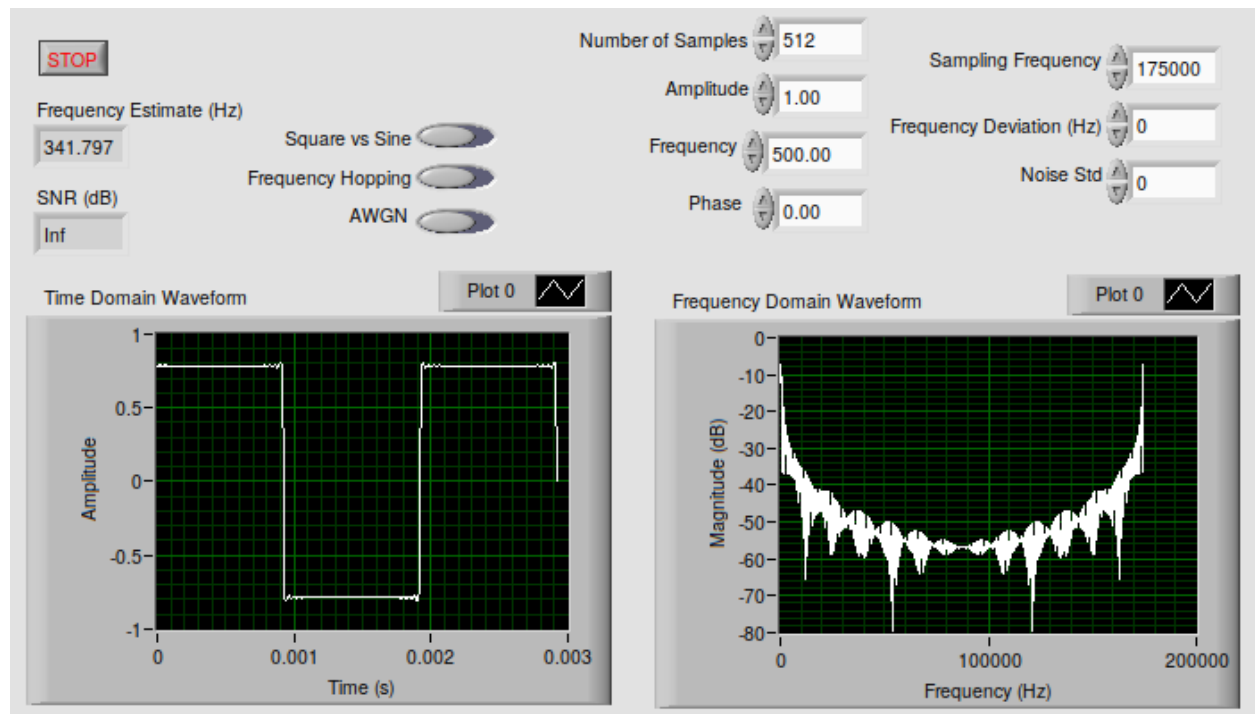 STOP
Frequency Estimate (Hz)
341.797
SNR (dB)
Inf
Square vs Sine
Frequency Hopping
AWGN
Number of Samples 512
Amplitude 1.00
Frequency 500.00
Phase 0.00
Sampling Frequency 175000
Frequency Deviation (Hz) 0
Noise Std 0
Time Domain Waveform
Plot 0
1
0.5
0
-0.5
-1
Amplitude
0 0.001 0.002 0.003
Time (s)
Frequency Domain Waveform
Plot 0
0
-10
-20
-30
-40
-50
-60
-70
-80
Magnitude (dB)
0 100000 200000
Frequency (Hz)